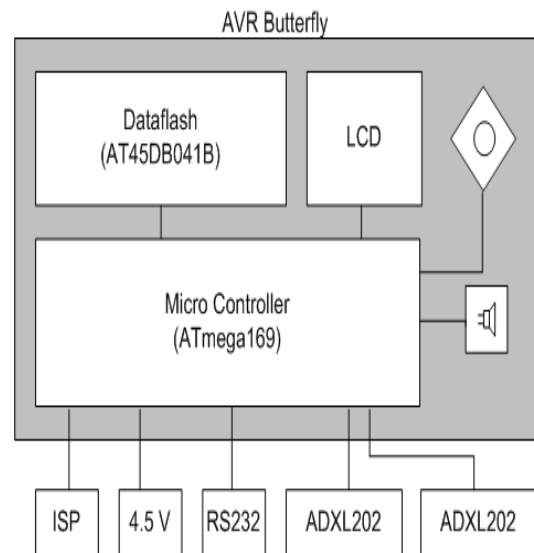 AVR Butterfly
Dataflash
(AT45DB041B)
LCD
Micro Controller
(ATmega169)
ISP
4.5 V
RS232
ADXL202
ADXL202